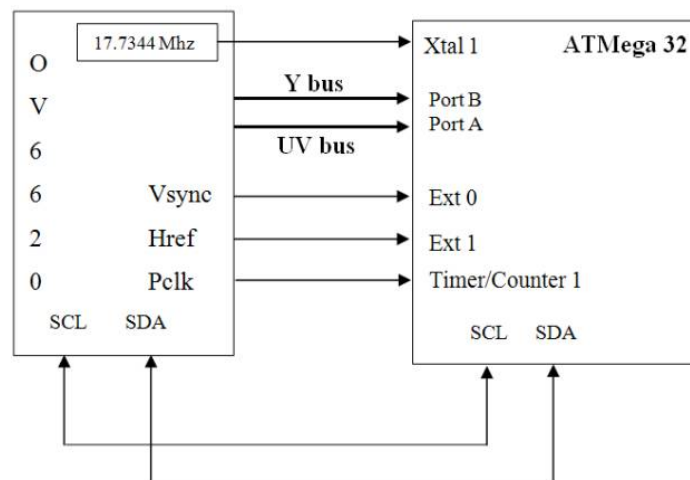 17.7344 Mhz
O
V
6
6
2
0
Vsync
Href
Pclk
SCL SDA
Y bus
UV bus
Xtal 1 ATMega 32
Port B
Port A
Ext 0
Ext 1
Timer/Counter 1
SCL SDA